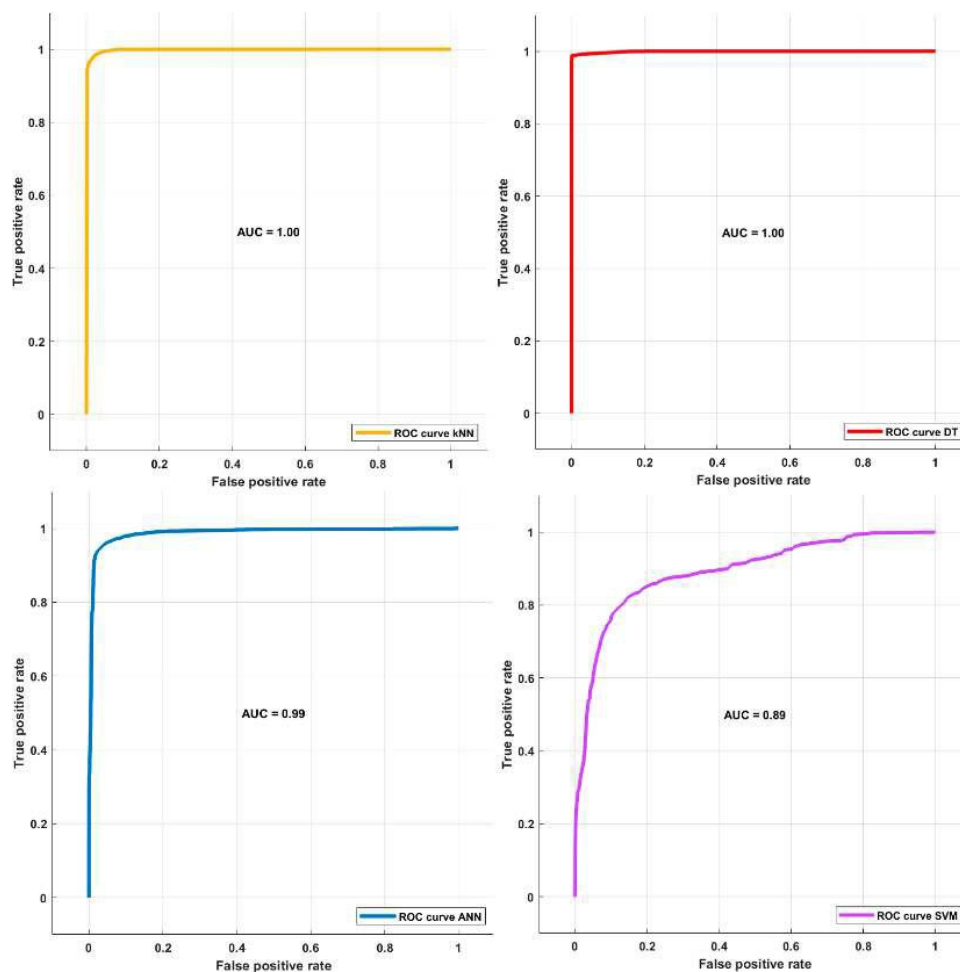 True positive rate
1
0.8
0.6
0.4
0.2
0
AUC = 1.00
ROC curve kNN
0 0.2 0.4 0.6 0.8 1
False positive rate
True positive rate
1
0.8
0.6
0.4
0.2
0
AUC = 1.00
ROC curve DT
0 0.2 0.4 0.6 0.8 1
False positive rate
True positive rate
1
0.8
0.6
0.4
0.2
0
AUC = 0.99
ROC curve ANN
0 0.2 0.4 0.6 0.8 1
False positive rate
True positive rate
1
0.8
0.6
0.4
0.2
0
AUC = 0.89
ROC curve SVM
0 0.2 0.4 0.6 0.8 1
False positive rate